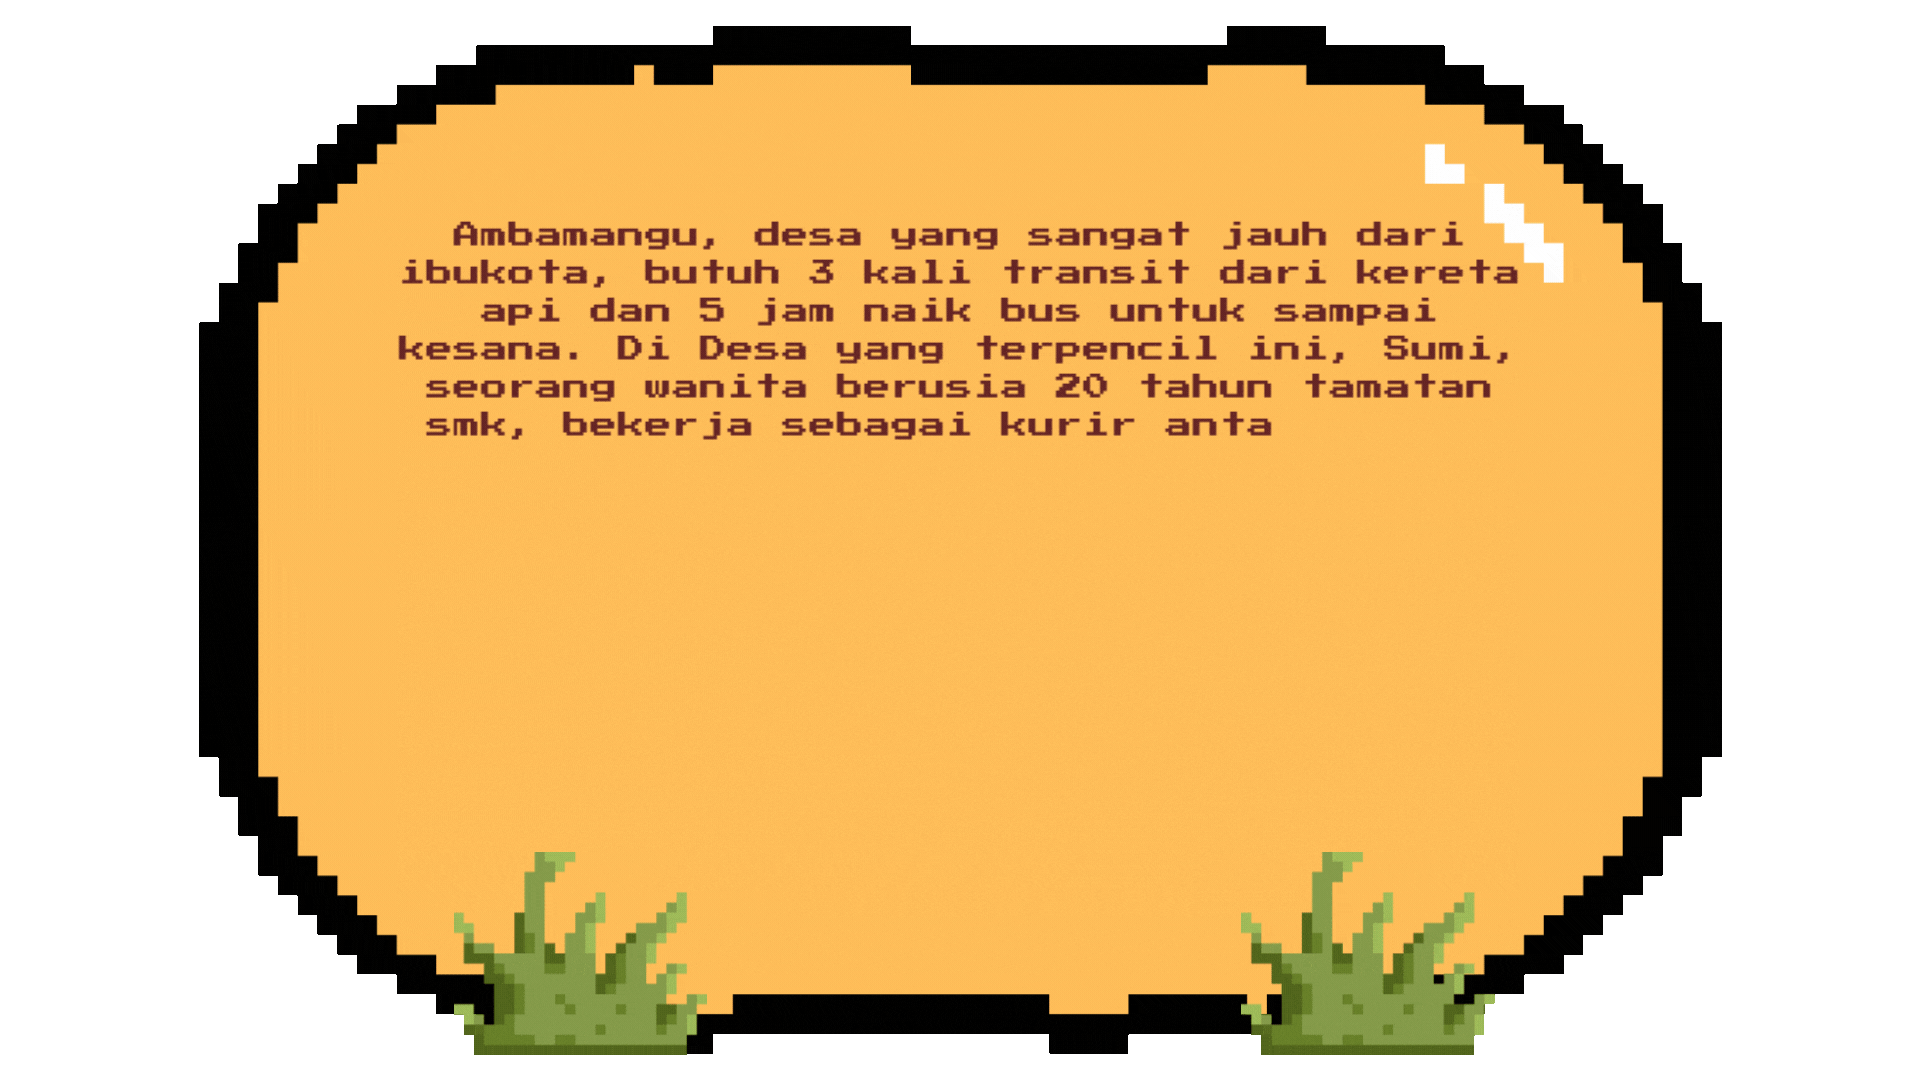 Ambamangu, desa yang sangat jauh dari
ibukota, butuh 3 kali transit dari kereta
api dan 5 jam naik bus untuk sampai
kesana. Di Desa yang terpencil ini, Sumi,
seorang wanita berusia 20 tahun tamatan
smk, bekerja sebagai kurir anta